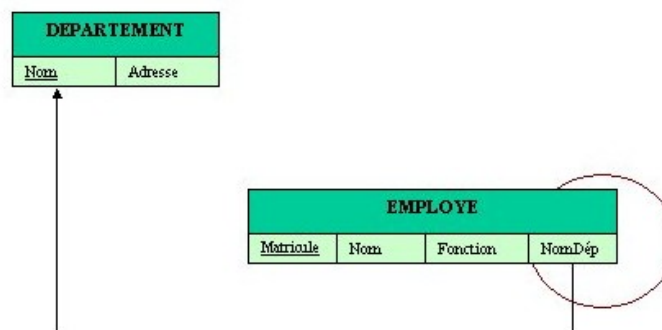 DEPARTEMENT
Nom Adresse
EMPLOYE
Matricule Nom Fonction NomDép